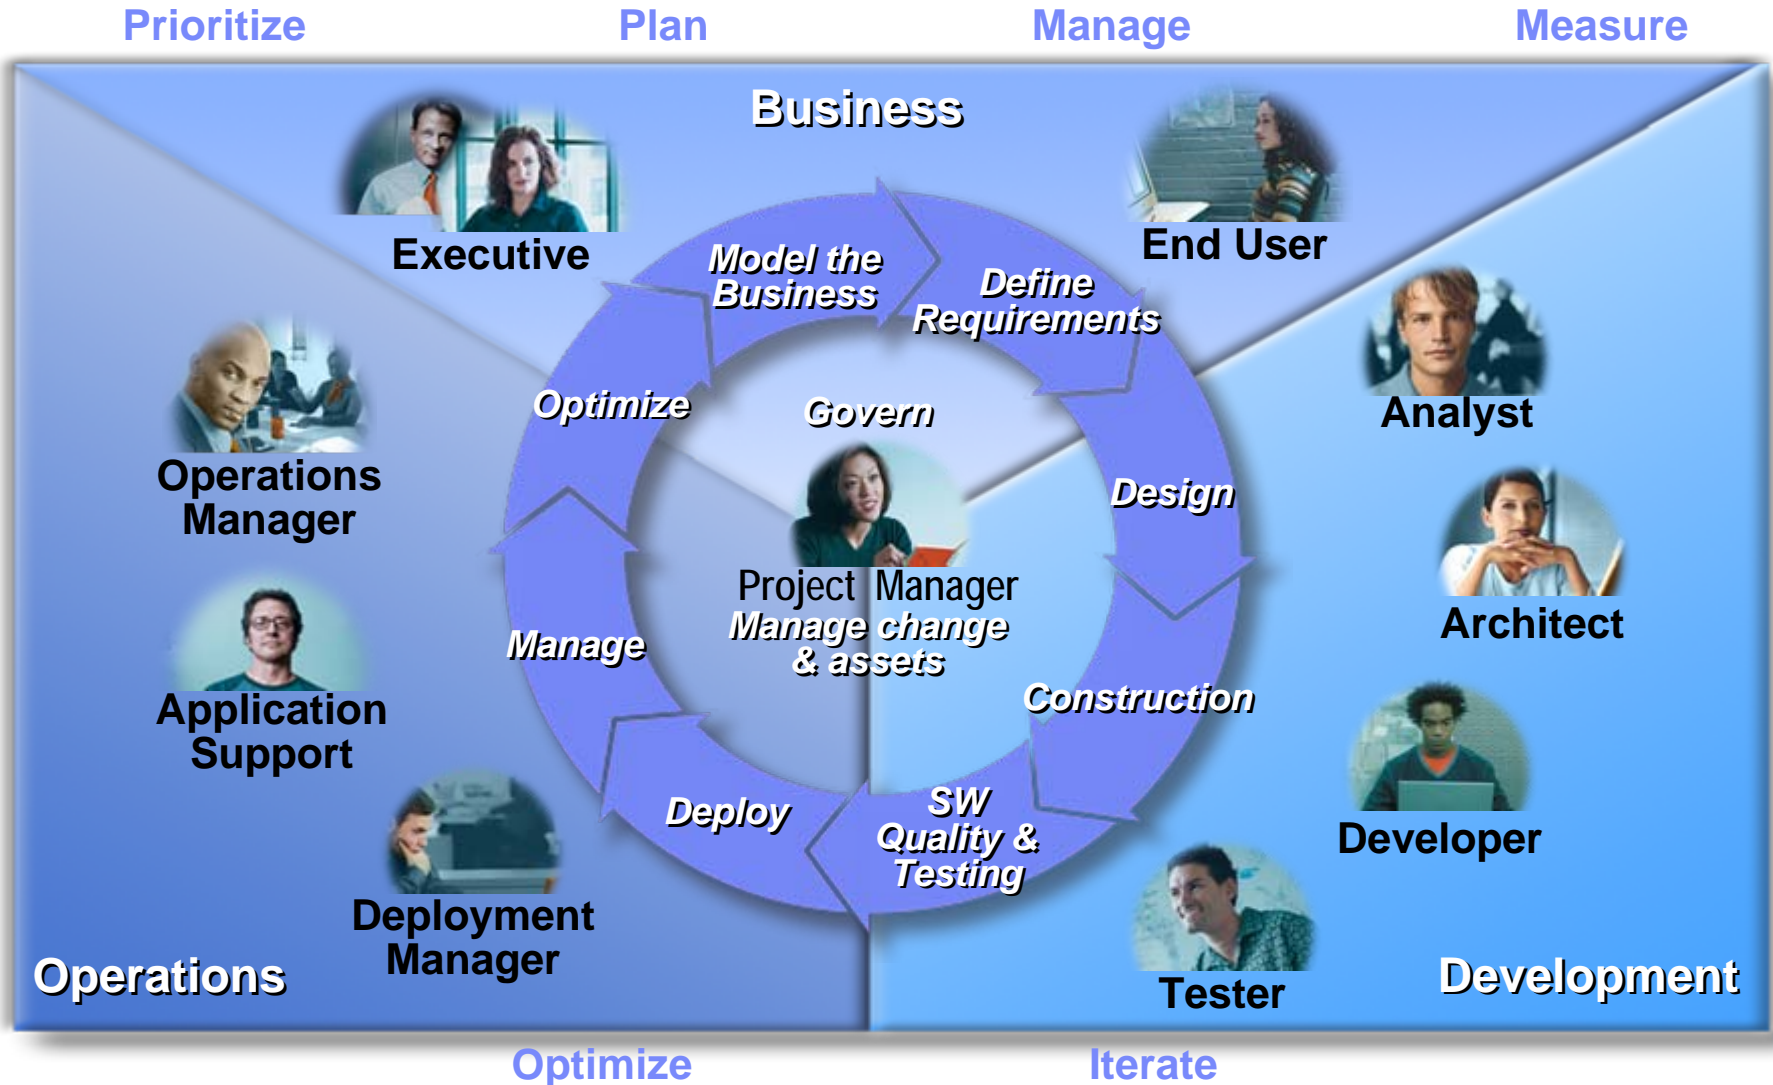 Prioritize Plan Manage Measure
Business
Executive
End User
Model the
Business
Define
Requirements
Optimize
Govern
Analyst
Operations
Manager
Design
Project Manager
Manage change
& assets
Architect
Manage
Application
Support
Construction
Deploy
SW
Quality &
Testing
Developer
Deployment
Manager
Tester
Operations
Development
Optimize Iterate